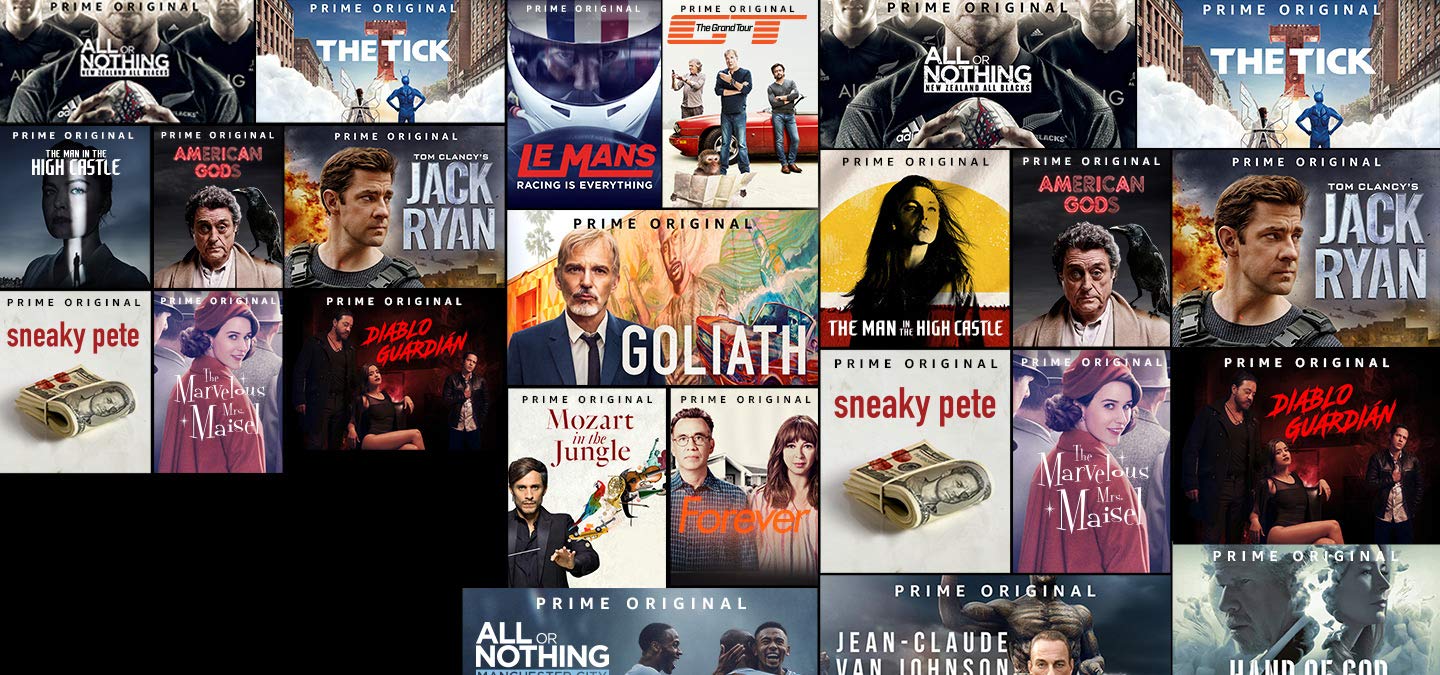 PRIME ORIGINAL
ALL OR
NOTHING
NEW ZEALAND ALL BLACKS
PRIME ORIGINAL
THE TICK
PRIME ORIGINAL
THE MAN IN THE
HIGH CASTLE
PRIME ORIGINAL
AMERICAN
GODS
PRIME ORIGINAL
TOM CLANCY'S
JACK
RYAN
PRIME ORIGINAL
sneaky pete
PRIME ORIGINAL
The
Marvelous
Mrs.
Maisel
PRIME ORIGINAL
DIABLO
GUARDIÁN
PRIME ORIGINAL
LE MANS
RACING IS EVERYTHING
PRIME ORIGINAL
The Grand Tour
PRIME ORIGINAL
GOLIATH
PRIME ORIGINAL
Mozart
in the
Jungle
PRIME ORIGINAL
Forever
PRIME ORIGINAL
ALL OR
NOTHING
MANCHESTER CITY
PRIME ORIGINAL
AIG
ALL OR
NOTHING
NEW ZEALAND ALL BLACKS
adidas
BLACKS
PRIME ORIGINAL
THE TICK
PRIME ORIGINAL
THE MAN IN THE HIGH CASTLE
PRIME ORIGINAL
AMERICAN
GODS
PRIME ORIGINAL
TOM CLANCY'S
JACK
RYAN
PRIME ORIGINAL
sneaky pete
PRIME ORIGINAL
The
Marvelous
Mrs.
Maisel
PRIME ORIGINAL
DIABLO
GUARDIÁN
PRIME ORIGINAL
JEAN-CLAUDE
VAN JOHNSON
PRIME ORIGINAL
HAND OF GOD